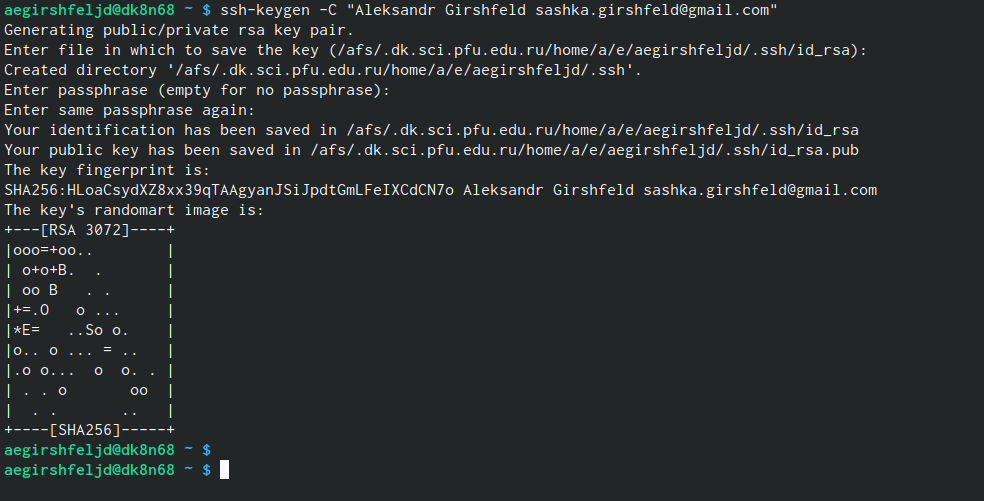 aegirshfeljd@dk8n68 ~ $ ssh-keygen -C "Aleksandr Girshfeld sashka.girshfeld@gmail.com"
Generating public/private rsa key pair.
Enter file in which to save the key (/afs/.dk.sci.pfu.edu.ru/home/a/e/aegirshfeljd/.ssh/id_rsa):
Created directory '/afs/.dk.sci.pfu.edu.ru/home/a/e/aegirshfeljd/.ssh'.
Enter passphrase (empty for no passphrase):
Enter same passphrase again:
Your identification has been saved in /afs/.dk.sci.pfu.edu.ru/home/a/e/aegirshfeljd/.ssh/id_rsa
Your public key has been saved in /afs/.dk.sci.pfu.edu.ru/home/a/e/aegirshfeljd/.ssh/id_rsa.pub
The key fingerprint is:
SHA256:HLoaCsydXZ8xx39qTAAgyanJSiJpdtGmLFeIXCdCN7o Aleksandr Girshfeld sashka.girshfeld@gmail.com
The key's randomart image is:
+---[RSA 3072]----+
|ooo=+oo..        |
| o+o+B.  .       |
| oo B   . .      |
|+=.O   o ...     |
|*E=   ..So o.    |
|o.. o ... = ..   |
|.o o...  o  o. . |
| . . o       oo  |
|  . .       ..   |
+----[SHA256]-----+
aegirshfeljd@dk8n68 ~ $
aegirshfeljd@dk8n68 ~ $